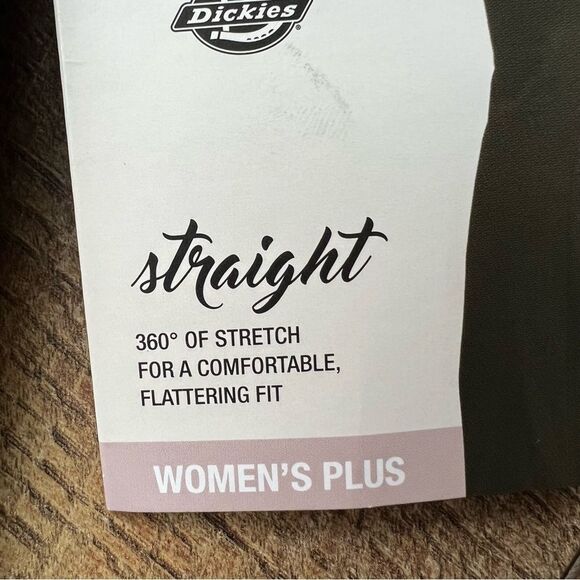 Dickies
straight
360° OF STRETCH
FOR A COMFORTABLE,
FLATTERING FIT
WOMEN'S PLUS